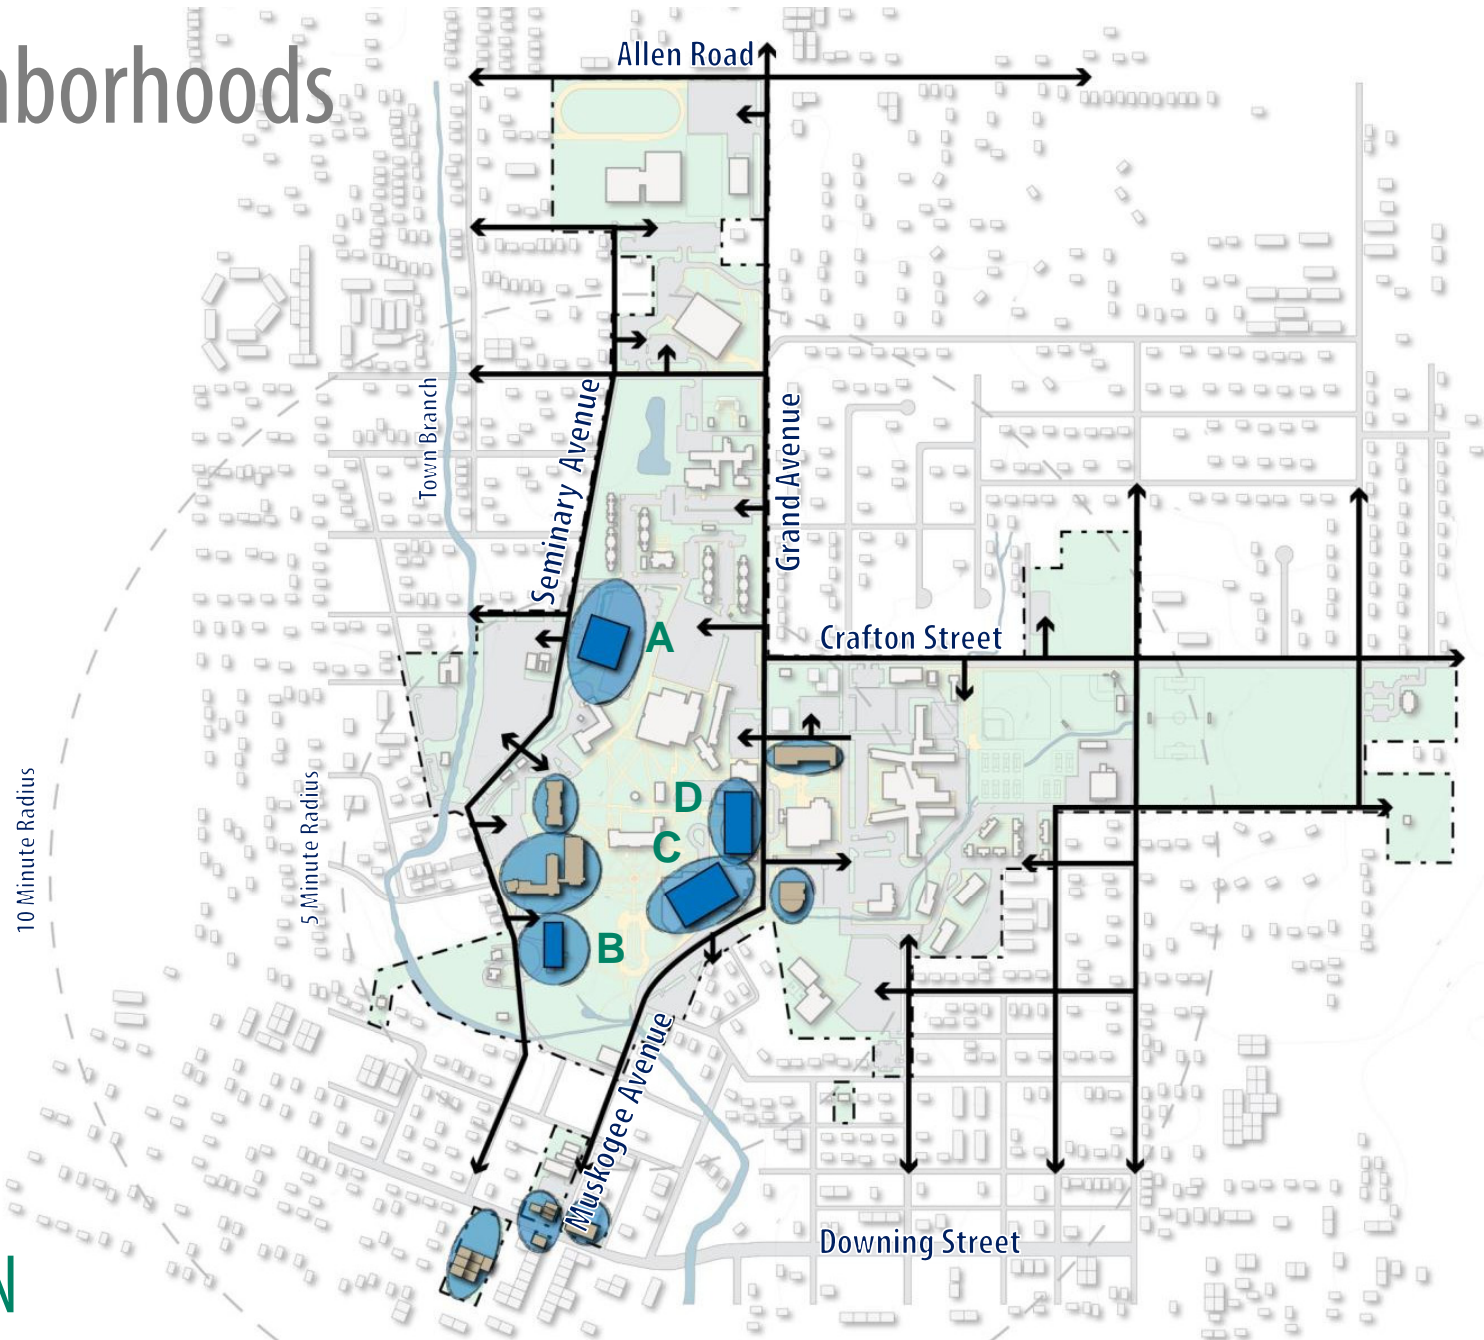 nborhoods
Allen Road
Town Branch
Seminary Avenue
Grand Avenue
Crafton Street
A
D
C
B
10 Minute Radius
5 Minute Radius
Muskogee Avenue
Downing Street
N